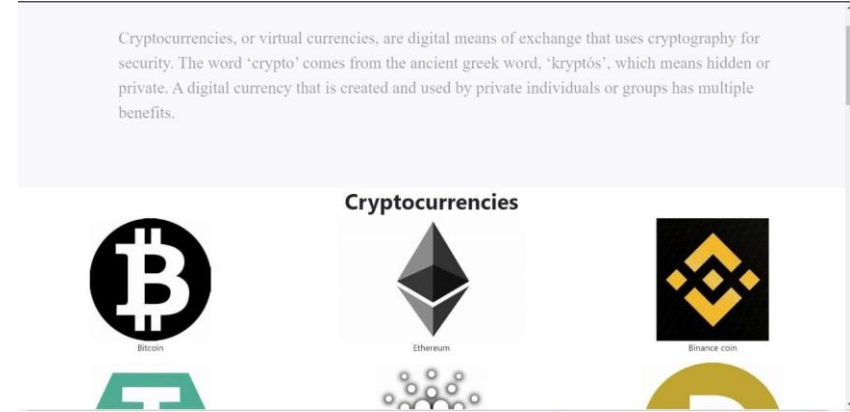 Cryptocurrencies, or virtual currencies, are digital means of exchange that uses cryptography for
security. The word ‘crypto’ comes from the ancient greek word, ‘kryptós’, which means hidden or
private. A digital currency that is created and used by private individuals or groups has multiple
benefits.
Cryptocurrencies
Bitcoin
Ethereum
Binance coin